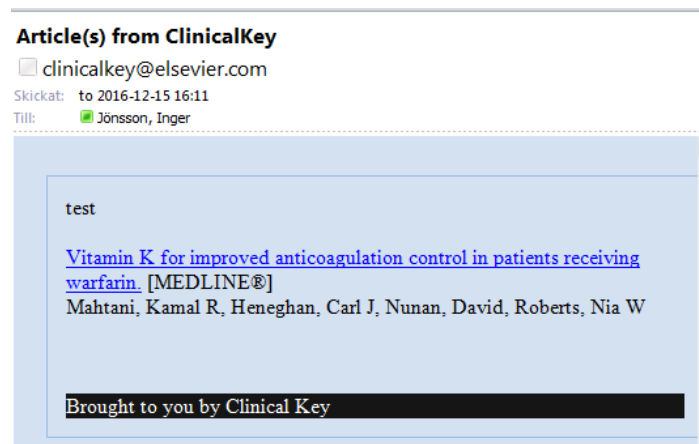 Article(s) from ClinicalKey
clinicalkey@elsevier.com
Skickat: to 2016-12-15 16:11
Till: Jönsson, Inger
test
Vitamin K for improved anticoagulation control in patients receiving
warfarin. [MEDLINE®]
Mahtani, Kamal R, Heneghan, Carl J, Nunan, David, Roberts, Nia W
Brought to you by Clinical Key